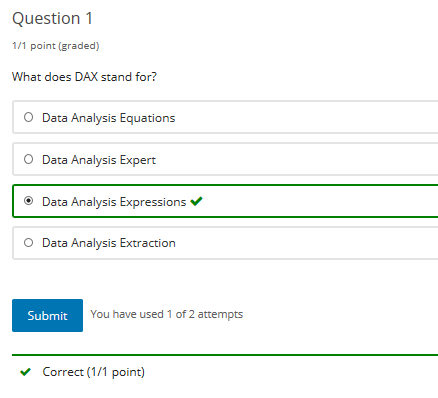 Question 1
1/1 point (graded)
What does DAX stand for?
Data Analysis Equations
Data Analysis Expert
Data Analysis Expressions
Data Analysis Extraction
Submit You have used 1 of 2 attempts
Correct (1/1 point)